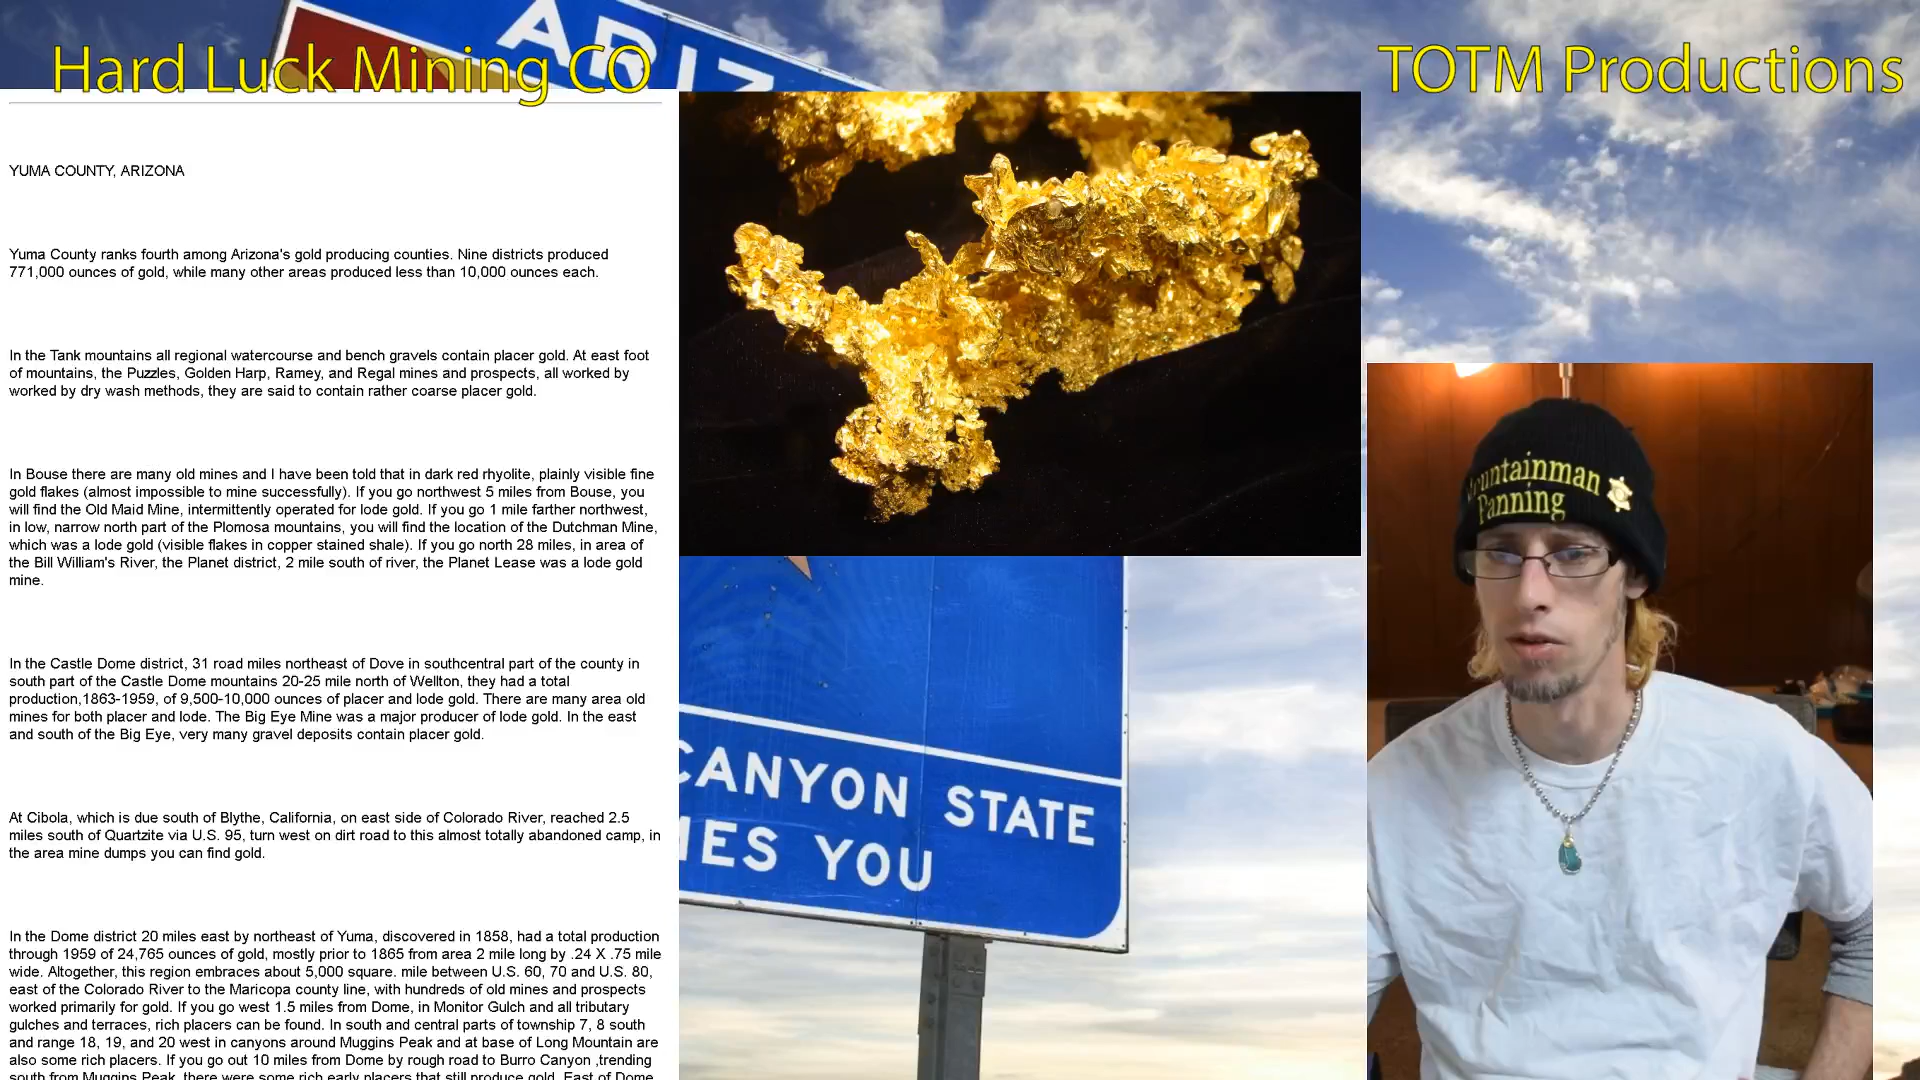 Hard Luck Mining CO
TOTM Productions
ARIZ
YUMA COUNTY, ARIZONA
Yuma County ranks fourth among Arizona's gold producing counties. Nine districts produced
771,000 ounces of gold, while many other areas produced less than 10,000 ounces each.
In the Tank mountains all regional watercourse and bench gravels contain placer gold. At east foot
of mountains, the Puzzles, Golden Harp, Ramey, and Regal mines and prospects, all worked by
worked by dry wash methods, they are said to contain rather coarse placer gold.
In Bouse there are many old mines and I have been told that in dark red rhyolite, plainly visible fine
gold flakes (almost impossible to mine successfully). If you go northwest 5 miles from Bouse, you
will find the Old Maid Mine, intermittently operated for lode gold. If you go 1 mile farther northwest,
in low, narrow north part of the Plomosa mountains, you will find the location of the Dutchman Mine,
which was a lode gold (visible flakes in copper stained shale). If you go north 28 miles, in area of
the Bill William's River, the Planet district, 2 mile south of river, the Planet Lease was a lode gold
mine.
In the Castle Dome district, 31 road miles northeast of Dove in southcentral part of the county in
south part of the Castle Dome mountains 20-25 mile north of Wellton, they had a total
production,1863-1959, of 9,500-10,000 ounces of placer and lode gold. There are many area old
mines for both placer and lode. The Big Eye Mine was a major producer of lode gold. In the east
and south of the Big Eye, very many gravel deposits contain placer gold.
At Cibola, which is due south of Blythe, California, on east side of Colorado River, reached 2.5
miles south of Quartzite via U.S. 95, turn west on dirt road to this almost totally abandoned camp, in
the area mine dumps you can find gold.
In the Dome district 20 miles east by northeast of Yuma, discovered in 1858, had a total production
through 1959 of 24,765 ounces of gold, mostly prior to 1865 from area 2 mile long by .24 X .75 mile
wide. Altogether, this region embraces about 5,000 square. mile between U.S. 60, 70 and U.S. 80,
east of the Colorado River to the Maricopa county line, with hundreds of old mines and prospects
worked primarily for gold. If you go west 1.5 miles from Dome, in Monitor Gulch and all tributary
gulches and terraces, rich placers can be found. In south and central parts of township 7, 8 south
and range 18, 19, and 20 west in canyons around Muggins Peak and at base of Long Mountain are
also some rich placers. If you go out 10 miles from Dome by rough road to Burro Canyon ,trending
south from Muggins Peak, there were some rich early placers that still produce gold. East of Dome
CANYON STATE
MES YOU
untainman
Panning